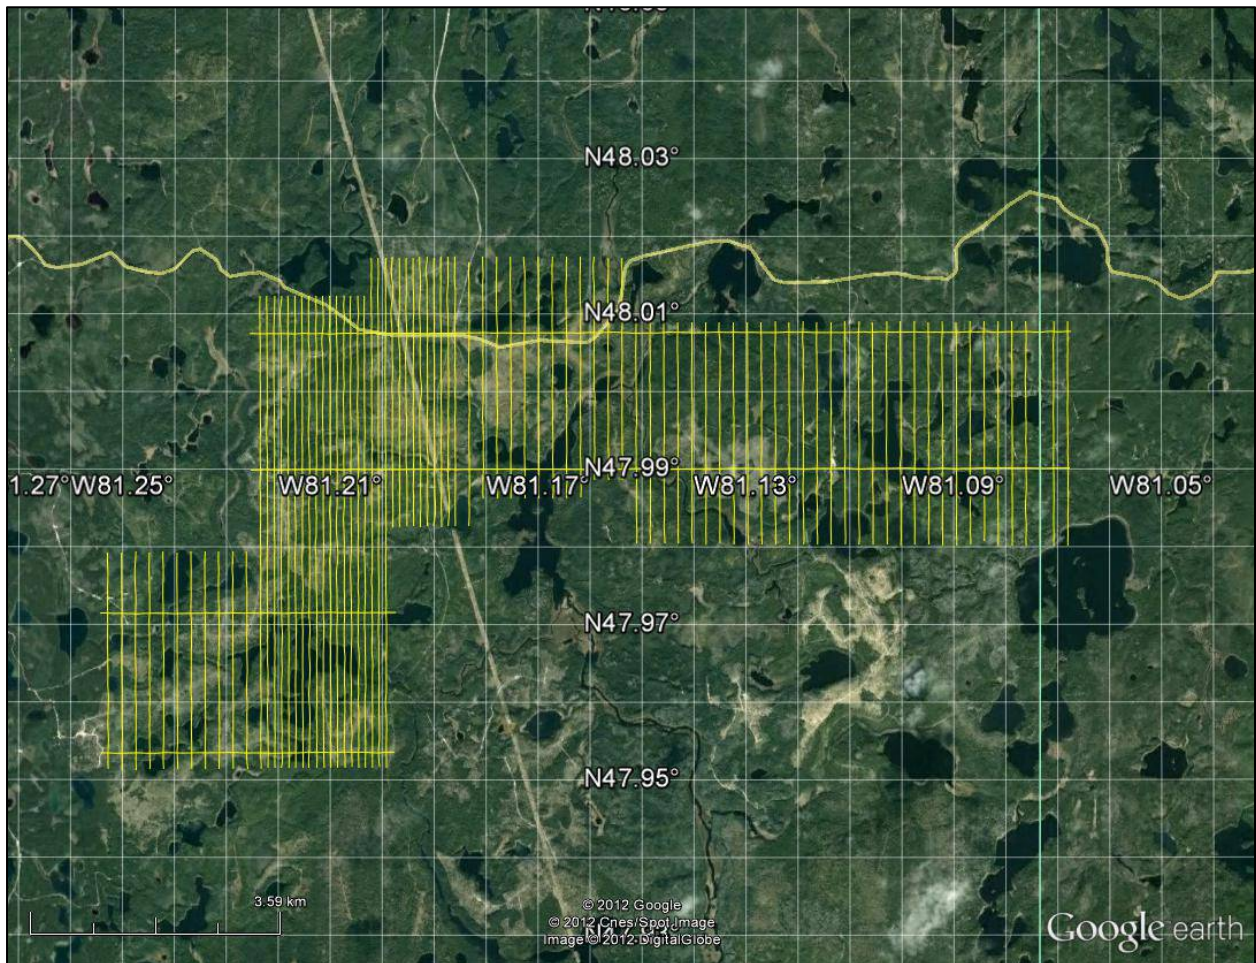 N48.03°
N48.01°
N47.99°
1.27° W81.25° W81.21° W81.17° W81.13° W81.09° W81.05°
N47.97°
N47.95°
3.59 km
© 2012 Google
© 2012 Cnes/Spot Image
Image © 2012 DigitalGlobe
Google earth